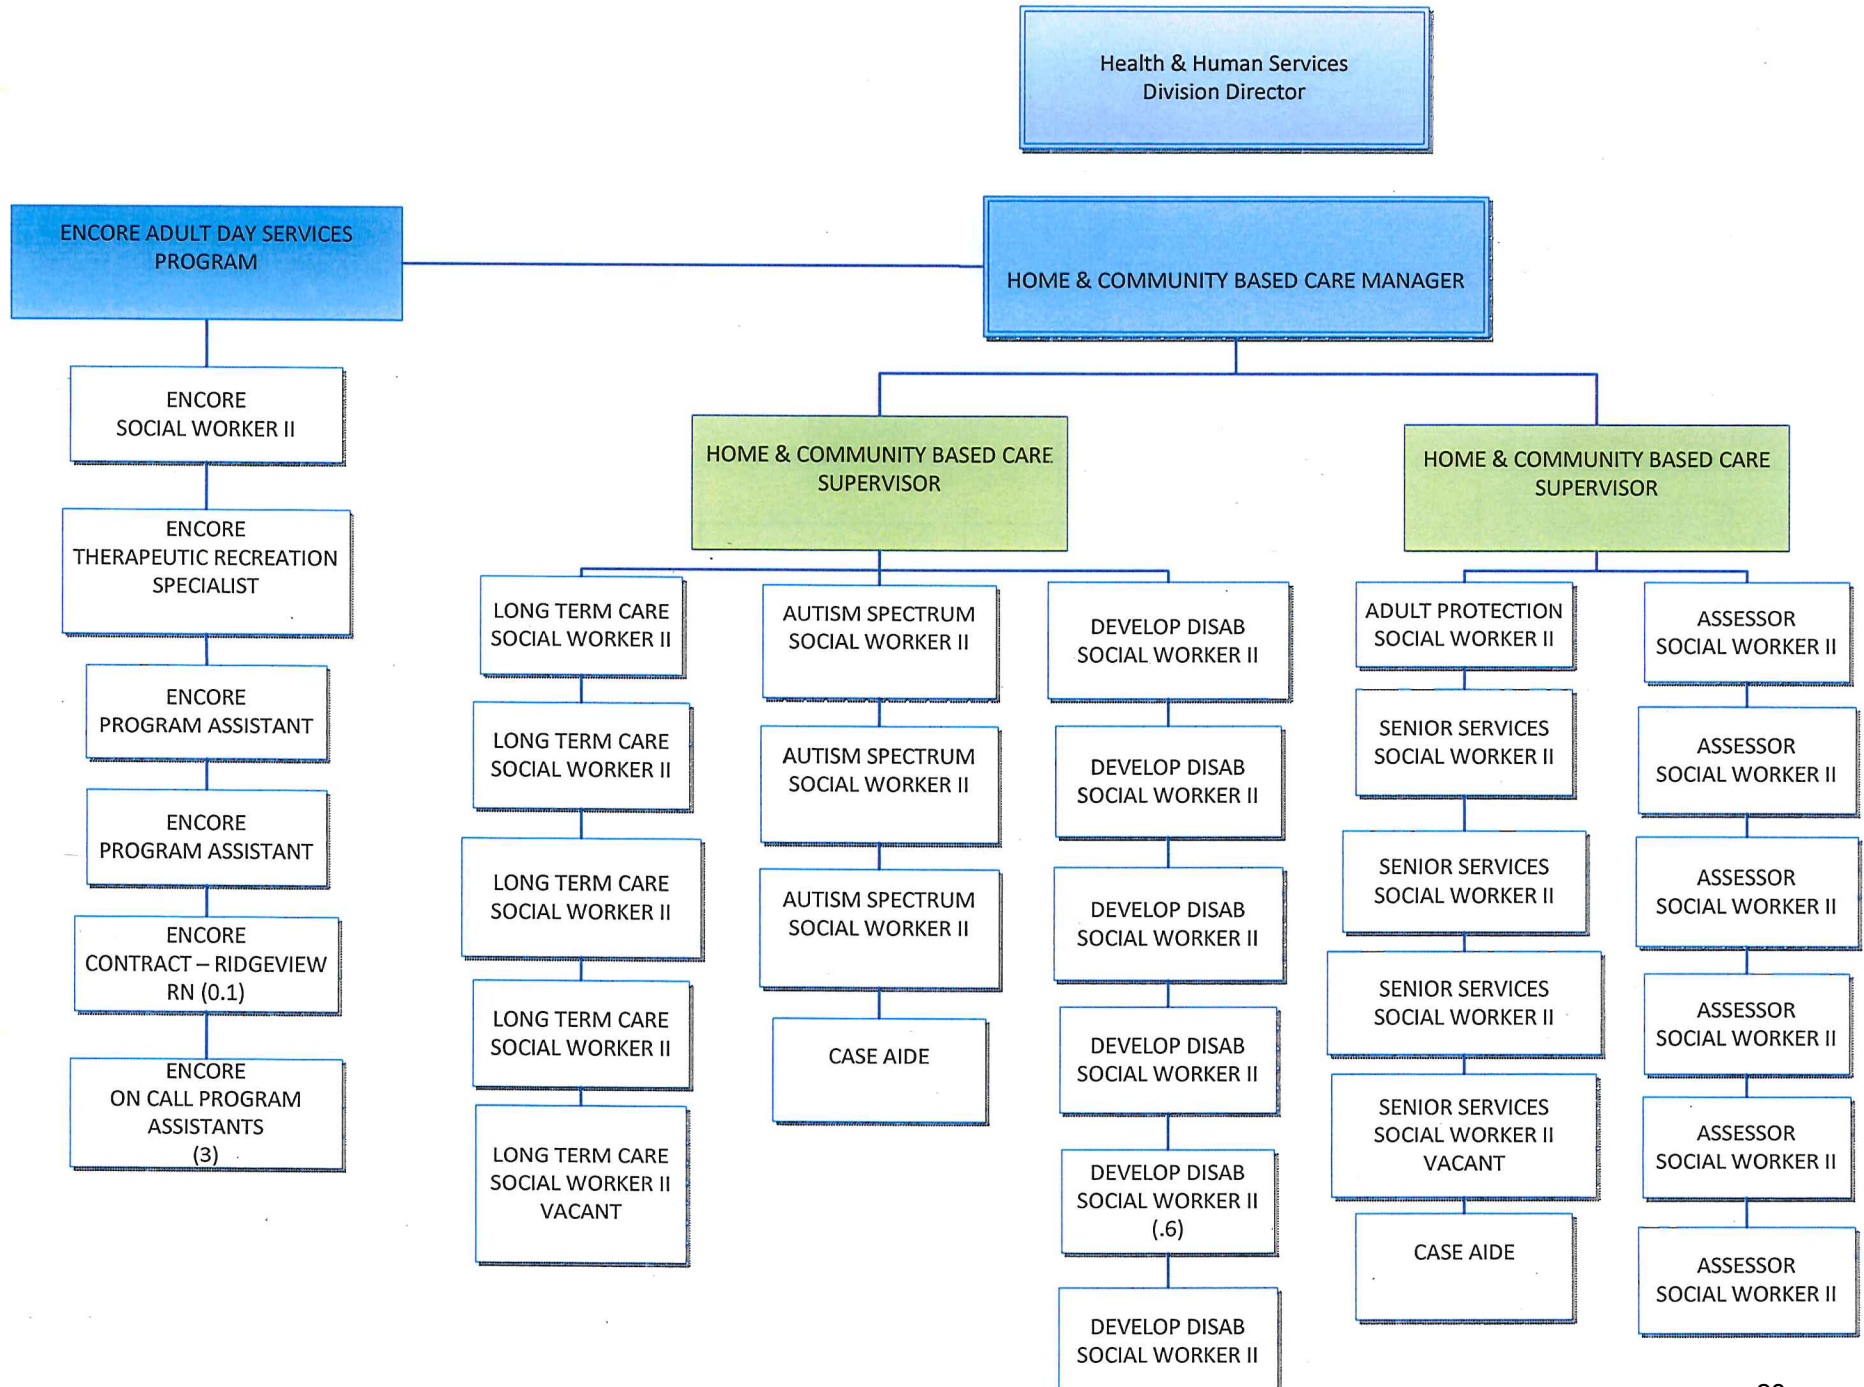 Health & Human Services
Division Director
ENCORE ADULT DAY SERVICES
PROGRAM
HOME & COMMUNITY BASED CARE MANAGER
ENCORE
SOCIAL WORKER II
ENCORE
THERAPEUTIC RECREATION
SPECIALIST
ENCORE
PROGRAM ASSISTANT
ENCORE
PROGRAM ASSISTANT
ENCORE
CONTRACT – RIDGEVIEW
RN (0.1)
ENCORE
ON CALL PROGRAM
ASSISTANTS
(3)
HOME & COMMUNITY BASED CARE
SUPERVISOR
LONG TERM CARE
SOCIAL WORKER II
LONG TERM CARE
SOCIAL WORKER II
LONG TERM CARE
SOCIAL WORKER II
LONG TERM CARE
SOCIAL WORKER II
LONG TERM CARE
SOCIAL WORKER II
VACANT
AUTISM SPECTRUM
SOCIAL WORKER II
AUTISM SPECTRUM
SOCIAL WORKER II
AUTISM SPECTRUM
SOCIAL WORKER II
CASE AIDE
DEVELOP DISAB
SOCIAL WORKER II
DEVELOP DISAB
SOCIAL WORKER II
DEVELOP DISAB
SOCIAL WORKER II
DEVELOP DISAB
SOCIAL WORKER II
DEVELOP DISAB
SOCIAL WORKER II
(.6)
DEVELOP DISAB
SOCIAL WORKER II
HOME & COMMUNITY BASED CARE
SUPERVISOR
ADULT PROTECTION
SOCIAL WORKER II
SENIOR SERVICES
SOCIAL WORKER II
SENIOR SERVICES
SOCIAL WORKER II
SENIOR SERVICES
SOCIAL WORKER II
SENIOR SERVICES
SOCIAL WORKER II
VACANT
CASE AIDE
ASSESSOR
SOCIAL WORKER II
ASSESSOR
SOCIAL WORKER II
ASSESSOR
SOCIAL WORKER II
ASSESSOR
SOCIAL WORKER II
ASSESSOR
SOCIAL WORKER II
ASSESSOR
SOCIAL WORKER II